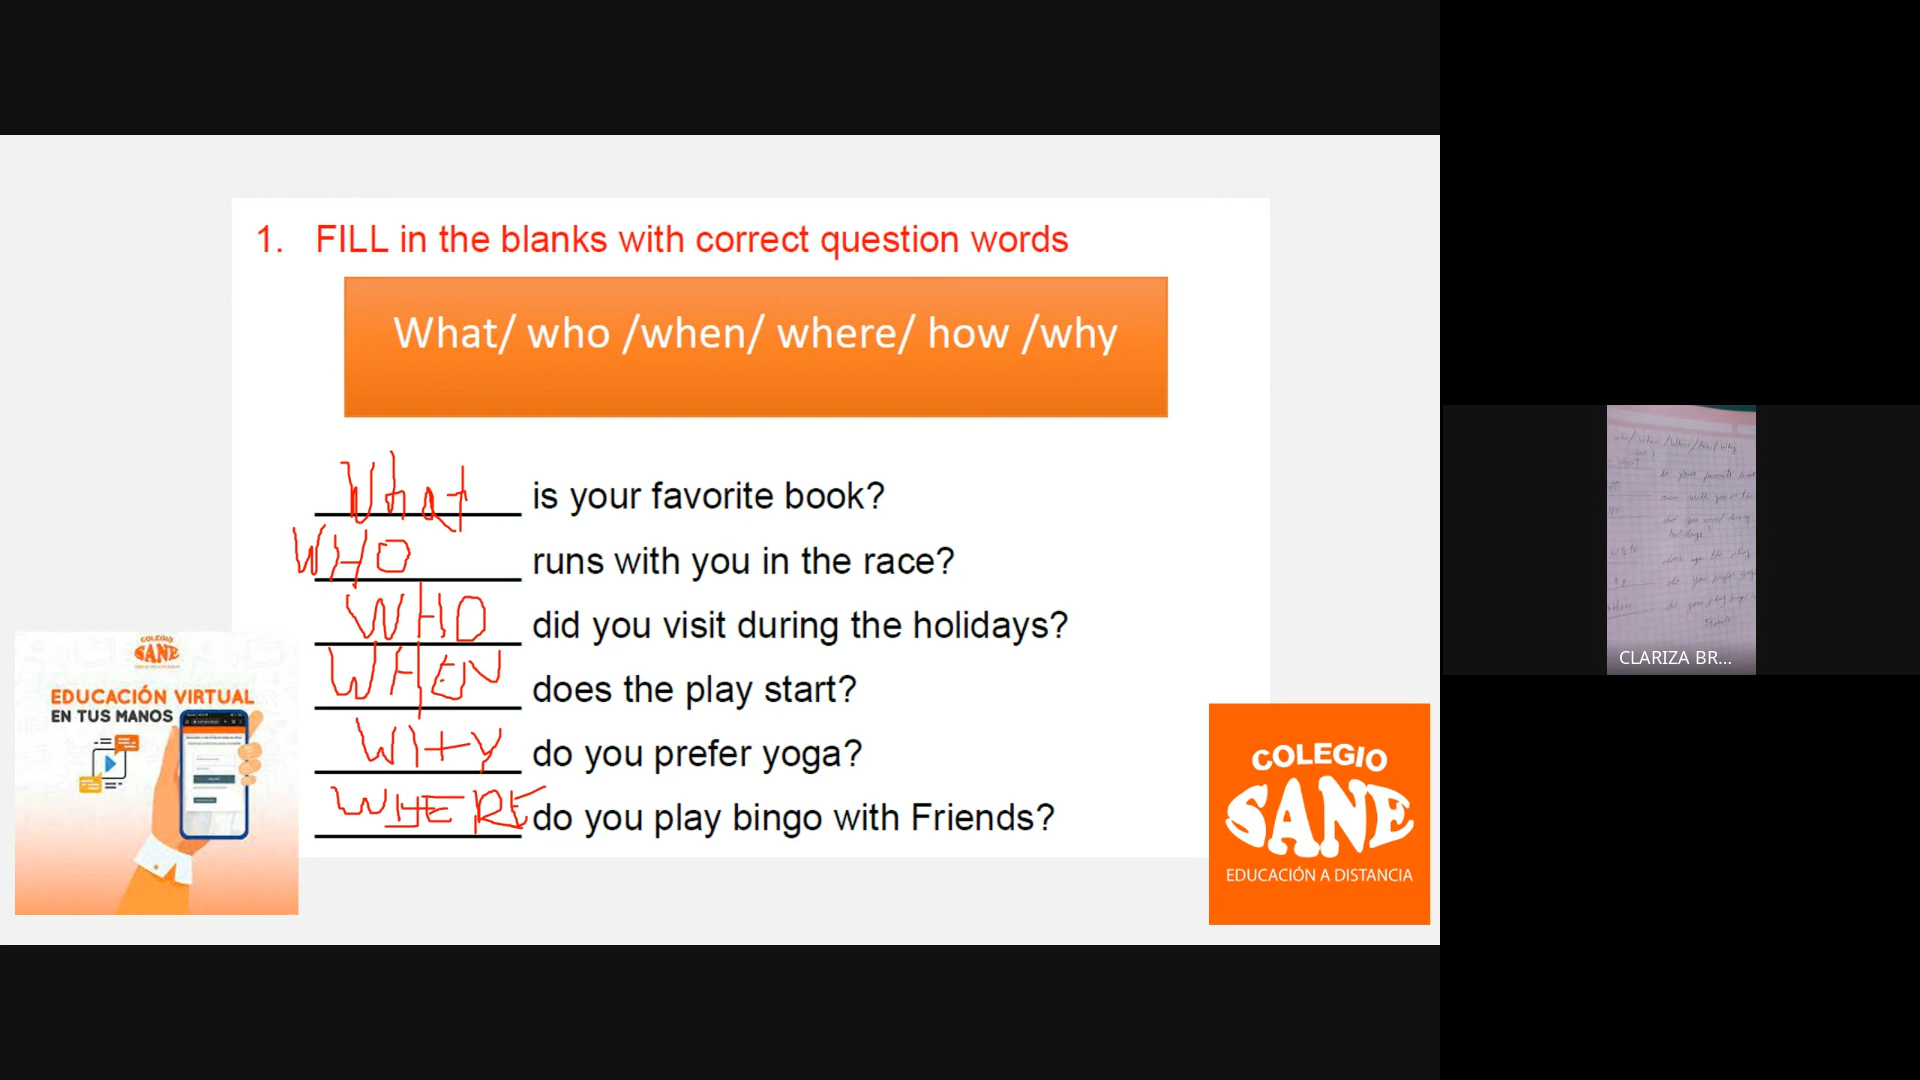 1. FILL in the blanks with correct question words
What/ who /when/ where/ how /why
What is your favorite book?
WHO runs with you in the race?
WHO did you visit during the holidays?
WHEN does the play start?
WHY do you prefer yoga?
WHERE do you play bingo with Friends?
COLEGIO
SANE
EDUCACIÓN VIRTUAL
EN TUS MANOS
COLEGIO
SANE
EDUCACIÓN A DISTANCIA
CLARIZA BR...